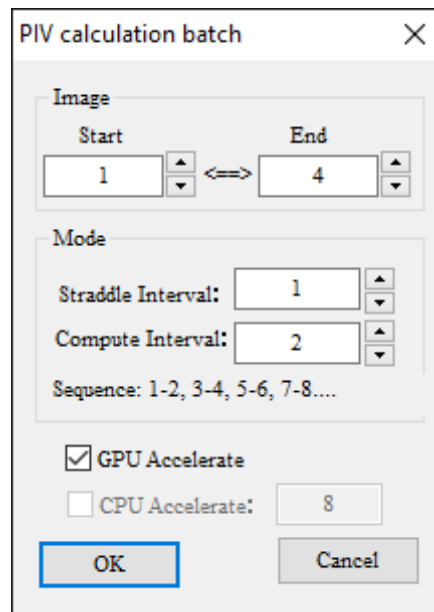 PIV calculation batch
Image
Start End
1 <==> 4
Mode
Straddle Interval: 1
Compute Interval: 2
Sequence: 1-2, 3-4, 5-6, 7-8....
GPU Accelerate
CPU Accelerate: 8
OK Cancel